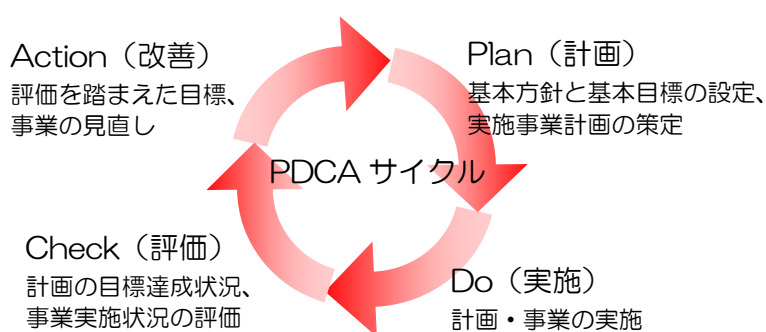 Action（改善）
評価を踏まえた目標、
事業の見直し
Plan（計画）
基本方針と基本目標の設定、
実施事業計画の策定
PDCA サイクル
Check（評価）
計画の目標達成状況、
事業実施状況の評価
Do（実施）
計画・事業の実施